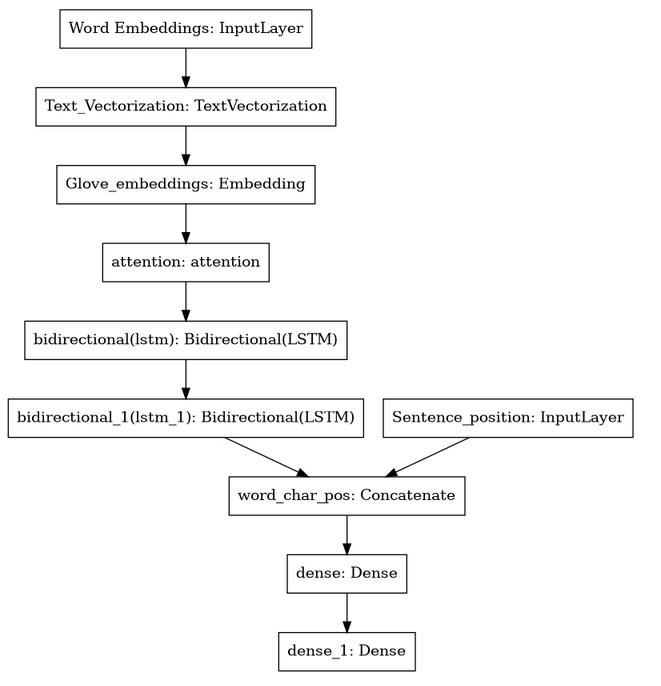 Word Embeddings: InputLayer
Text_Vectorization: TextVectorization
Glove_embeddings: Embedding
attention: attention
bidirectional(lstm): Bidirectional(LSTM)
bidirectional_1(lstm_1): Bidirectional(LSTM)
Sentence_position: InputLayer
word_char_pos: Concatenate
dense: Dense
dense_1: Dense